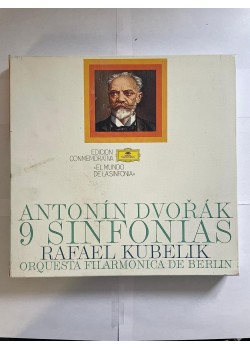 EDICION
CONMEMORATIVA
«EL MUNDO
DE LA SINFONIA»
ANTONÍN DVOŘÁK
9 SINFONIAS
RAFAEL KUBELIK
ORQUESTA FILARMONICA DE BERLIN